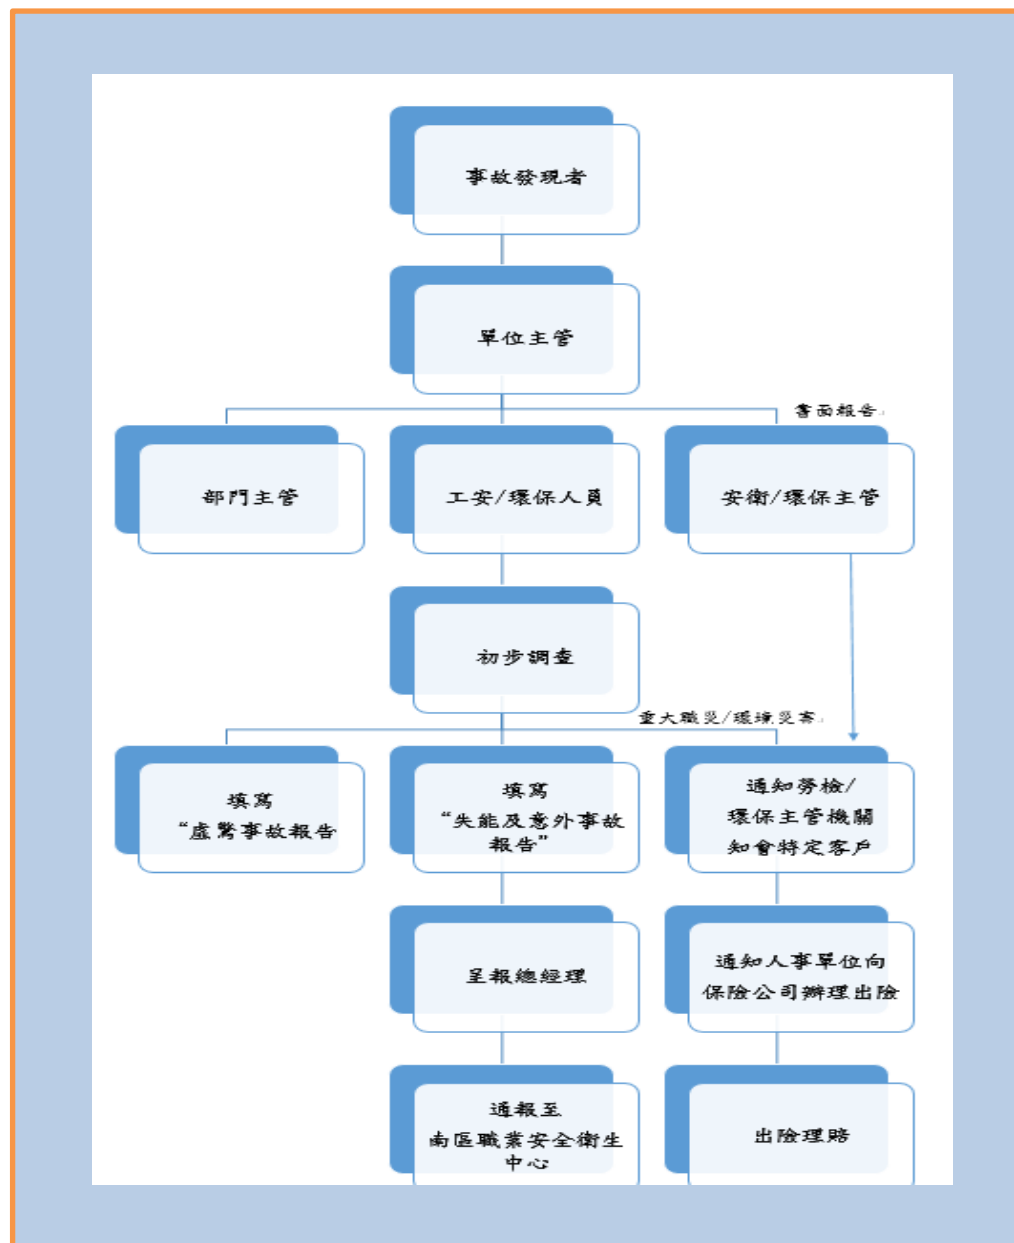 事故發現者
單位主管
書面報告
部門主管
工安/環保人員
安衛/環保主管
初步調查
重大職災/環境災害
填寫
“虛驚事故報告
填寫
“失能及意外事故
報告”
通知勞檢/
環保主管機關
知會特定客戶
呈報總經理
通知人事單位向
保險公司辦理出險
通報至
南區職業安全衛生
中心
出險理賠